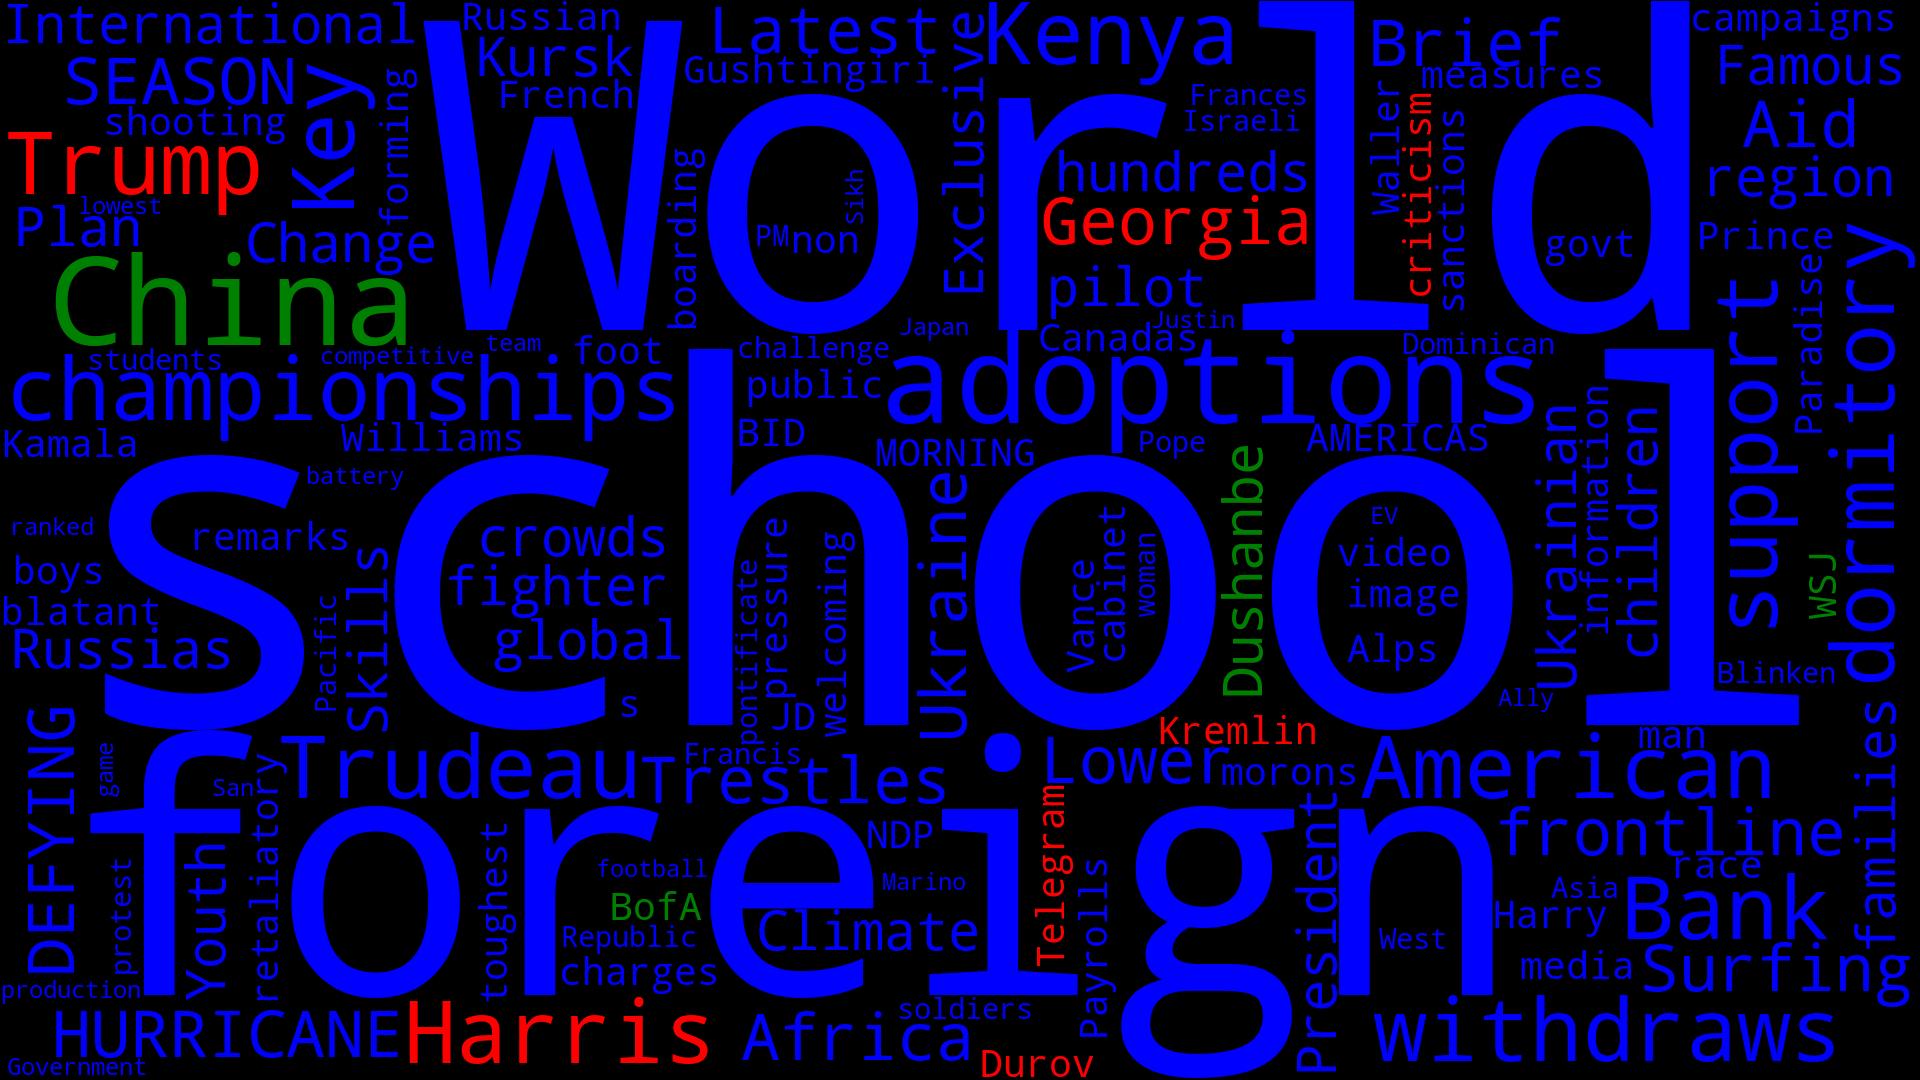 International
Russian
Latest
Kenya
Brief
campaigns
SEASON
Kursk
Gushtingiri
Exclusive
World
measures
Famous
shooting
Key
forming
French
Frances
Israeli
Waller
criticism
sanctions
Aid
Trump
lowest
Plan
Change
boarding
PM
non
Sikh
hundreds
Georgia
govt
region
Prince
China
pilot
Canadas
Justin
Japan
Dominican
support
Paradise
dormitory
students
competitive
team
foot
challenge
public
adoptions
championships
Kamala
Williams
BID
MORNING
Pope
AMERICAS
battery
ranked
remarks
school
boys
blatant
Russias
Pacific
Skills
crowds
fighter
global
s
pontificate
pressure
JD
welcoming
Ukraine
Vance
cabinet
woman
Dushanbe
EV
video
image
Alps
Ukrainian
information
children
WSJ
Blinken
Ally
Kremlin
man
DEFYING
game
San
retaliatory
Trudeau
Francis
Trestles
Lower
morons
American
families
foreign
protest
Youth
toughest
football
BofA
Republic
charges
NDP
Marino
Climate
Telegram
Payrolls
President
West
frontline
race
Asia
Harry
Bank
media
Surfing
production
HURRICANE
Government
Harris
Africa
soldiers
Durov
withdraws